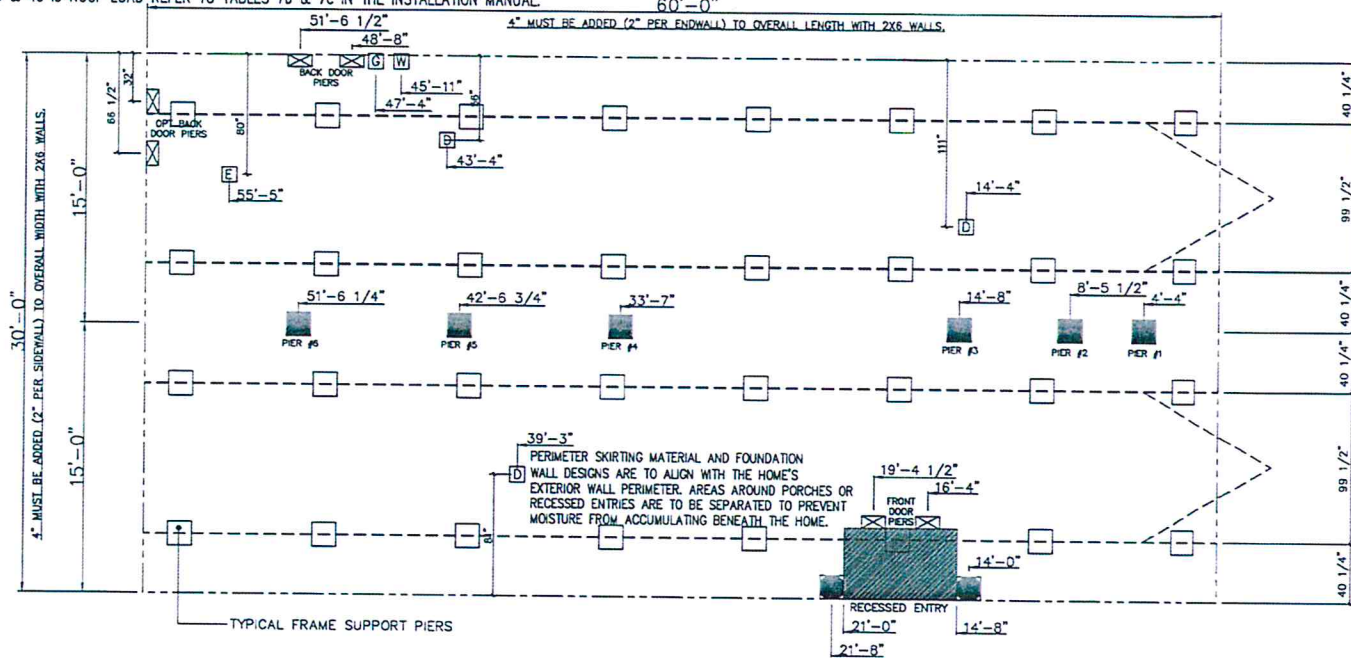 & 40 LB ROOF LOAD REFER TO TABLES 7B & 7C IN THE INSTALLATION MANUAL.
60'-0"
4" MUST BE ADDED (2" PER ENDWALL) TO OVERALL LENGTH WITH 2X6 WALLS.
51'-6 1/2"
48'-8"
G
W
BACK DOOR
PIERS
45'-11"
47'-4"
32"
66 1/2"
80"
OPT BACK
DOOR PIERS
D
43'-4"
E
55'-5"
111"
14'-4"
D
40 1/4"
99 1/2"
40 1/4"
40 1/4"
99 1/2"
40 1/4"
30'-0"
15'-0"
15'-0"
4" MUST BE ADDED (2" PER SIDEWALL) TO OVERALL WIDTH WITH 2X6 WALLS.
51'-6 1/4"
PIER #6
42'-6 3/4"
PIER #5
33'-7"
PIER #4
14'-8"
PIER #3
8'-5 1/2"
PIER #2
4'-4"
PIER #1
39'-3"
D
PERIMETER SKIRTING MATERIAL AND FOUNDATION
WALL DESIGNS ARE TO ALIGN WITH THE HOME'S
EXTERIOR WALL PERIMETER. AREAS AROUND PORCHES OR
RECESSED ENTRIES ARE TO BE SEPARATED TO PREVENT
MOISTURE FROM ACCUMULATING BENEATH THE HOME.
19'-4 1/2"
16'-4"
FRONT
DOOR
PIERS
14'-0"
RECESSED ENTRY
21'-0"
14'-8"
21'-8"
TYPICAL FRAME SUPPORT PIERS